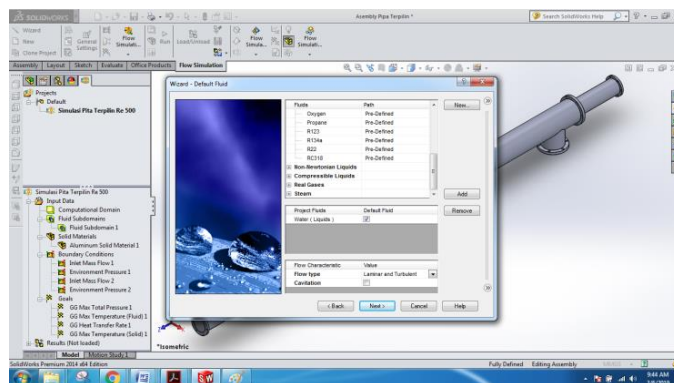 SOLIDWORKS
Asembly Pipa Terpilin *
Search SolidWorks Help
Wizard
New
Clone Project
General Settings
Flow Simulati...
Run
Load/Unload
Flow Simula...
Flow Simulati...
Assembly
Layout
Sketch
Evaluate
Office Products
Flow Simulation
Projects
Default
Simulasi Pita Terpilin Re 500
Simulasi Pita Terpilin Re 500
Input Data
Computational Domain
Fluid Subdomains
Fluid Subdomain 1
Solid Materials
Aluminum Solid Material 1
Boundary Conditions
Inlet Mass Flow 1
Environment Pressure 1
Inlet Mass Flow 2
Environment Pressure 2
Goals
GG Max Total Pressure 1
GG Max Temperature (Fluid) 1
GG Heat Transfer Rate 1
GG Max Temperature (Solid) 1
Results (Not loaded)
Wizard - Default Fluid
Fluids Path
Oxygen Pre-Defined
Propane Pre-Defined
R123 Pre-Defined
R134a Pre-Defined
R22 Pre-Defined
RC318 Pre-Defined
Non-Newtonian Liquids
Compressible Liquids
Real Gases
Steam
New...
Add
Remove
Project Fluids Default Fluid
Water ( Liquids )
Flow Characteristic Value
Flow type Laminar and Turbulent
Cavitation
< Back
Next >
Cancel
Help
*Isometric
Model
Motion Study 1
SolidWorks Premium 2014 x64 Edition
Fully Defined
Editing Assembly
9:44 AM